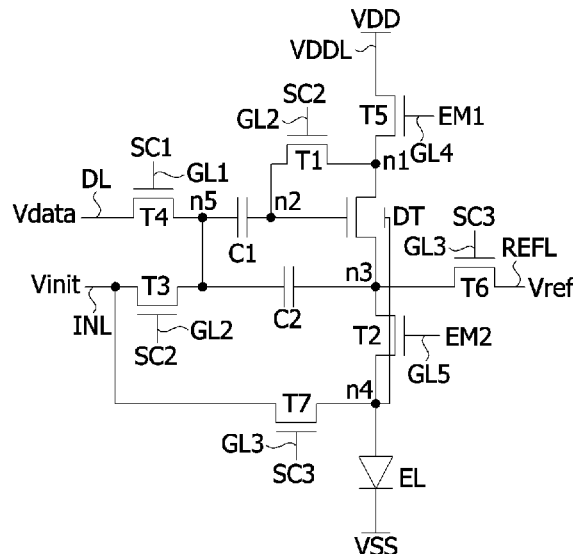 VDD
VDDL
SC2
GL2
T5
EM1
GL4
SC1
GL1
T1
n1
DL
n5
n2
DT
SC3
Vdata
T4
C1
GL3
REFL
Vinit
T3
n3
T6
Vref
INL
GL2
C2
T2
EM2
SC2
GL5
n4
T7
GL3
SC3
EL
VSS